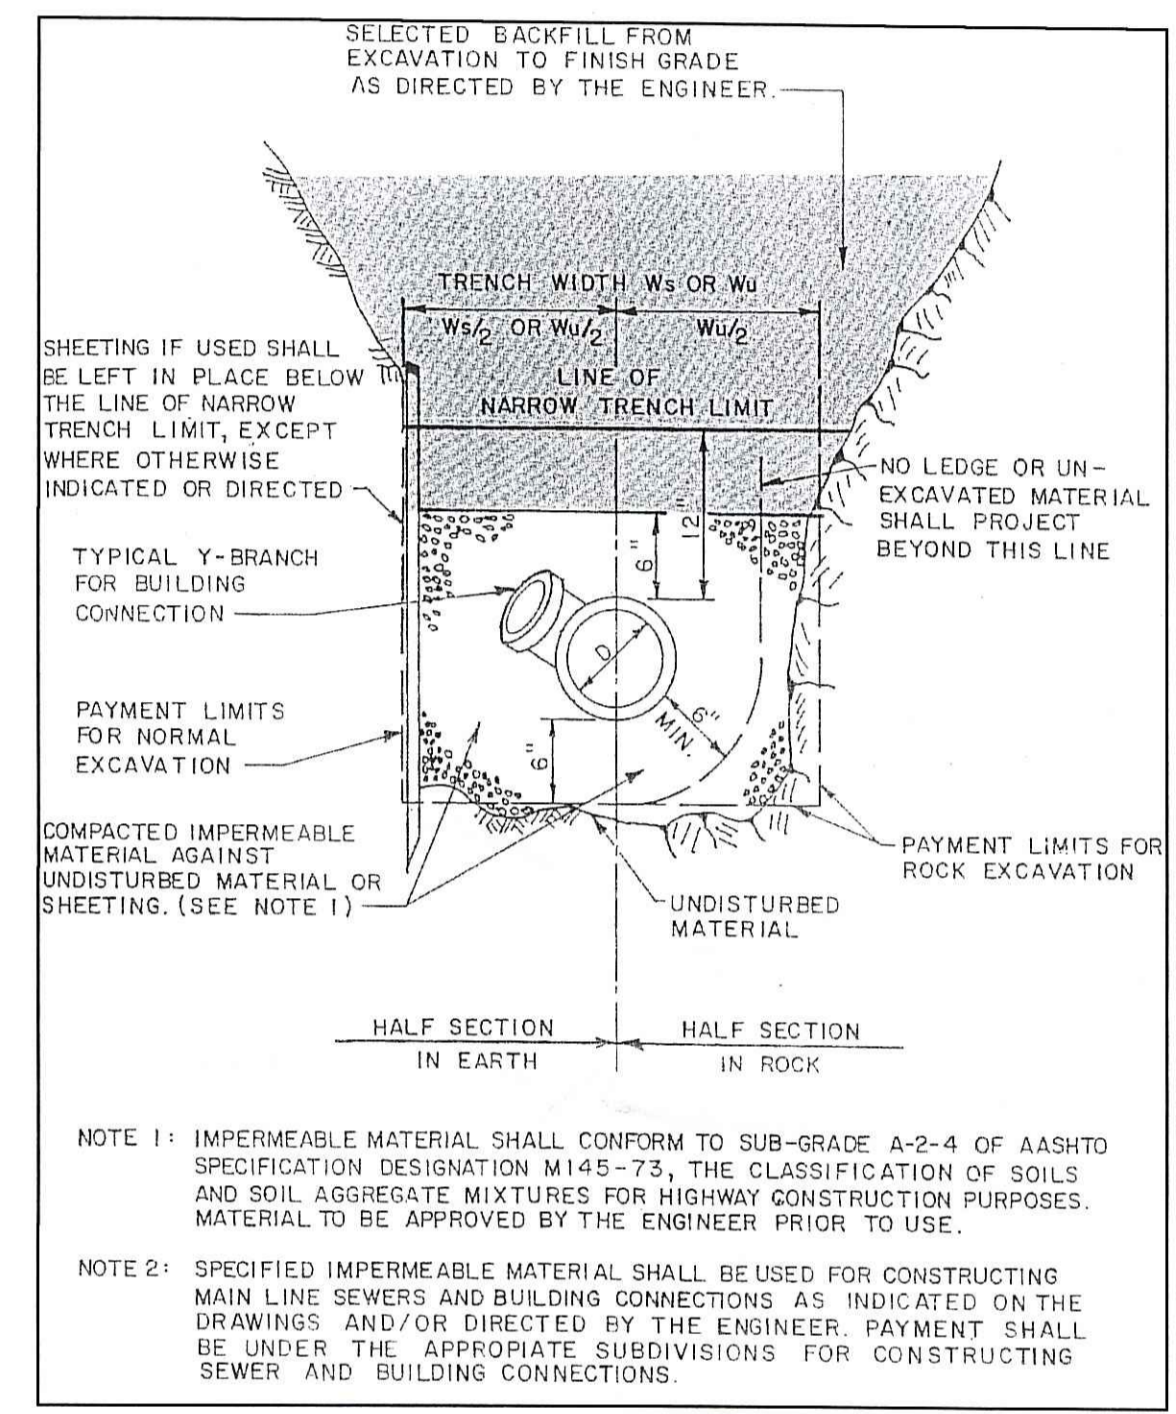 SELECTED BACKFILL FROM
EXCAVATION TO FINISH GRADE
AS DIRECTED BY THE ENGINEER.
TRENCH WIDTH Ws OR Wu
Ws/2 OR Wu/2
Wu/2
LINE OF
NARROW TRENCH LIMIT
SHEETING IF USED SHALL
BE LEFT IN PLACE BELOW
THE LINE OF NARROW
TRENCH LIMIT, EXCEPT
WHERE OTHERWISE
INDICATED OR DIRECTED
NO LEDGE OR UN-
EXCAVATED MATERIAL
SHALL PROJECT
BEYOND THIS LINE
12"
6"
TYPICAL Y-BRANCH
FOR BUILDING
CONNECTION
D
6"
MIN.
6"
PAYMENT LIMITS
FOR NORMAL
EXCAVATION
COMPACTED IMPERMEABLE
MATERIAL AGAINST
UNDISTURBED MATERIAL OR
SHEETING. (SEE NOTE 1)
PAYMENT LIMITS FOR
ROCK EXCAVATION
UNDISTURBED
MATERIAL
HALF SECTION
IN EARTH
HALF SECTION
IN ROCK
NOTE 1: IMPERMEABLE MATERIAL SHALL CONFORM TO SUB-GRADE A-2-4 OF AASHTO
SPECIFICATION DESIGNATION M145-73, THE CLASSIFICATION OF SOILS
AND SOIL AGGREGATE MIXTURES FOR HIGHWAY CONSTRUCTION PURPOSES.
MATERIAL TO BE APPROVED BY THE ENGINEER PRIOR TO USE.
NOTE 2: SPECIFIED IMPERMEABLE MATERIAL SHALL BE USED FOR CONSTRUCTING
MAIN LINE SEWERS AND BUILDING CONNECTIONS AS INDICATED ON THE
DRAWINGS AND/OR DIRECTED BY THE ENGINEER. PAYMENT SHALL
BE UNDER THE APPROPIATE SUBDIVISIONS FOR CONSTRUCTING
SEWER AND BUILDING CONNECTIONS.